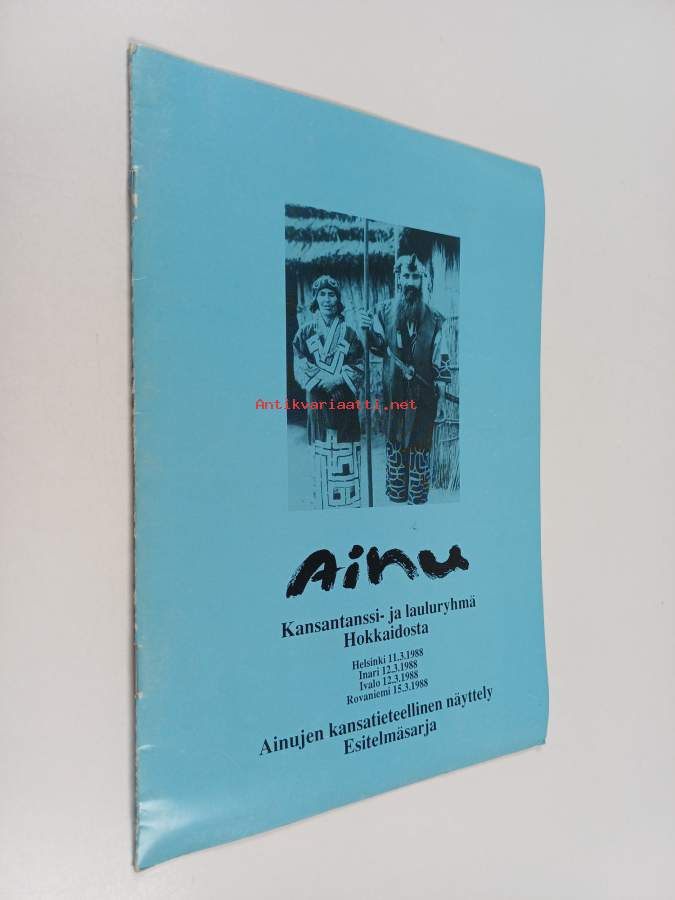 Antikvariaatti.net
Ainu
Kansantanssi- ja lauluryhmä
Hokkaidosta
Helsinki 11.3.1988
Inari 12.3.1988
Ivalo 12.3.1988
Rovaniemi 15.3.1988
Ainujen kansatieteellinen näyttely
Esitelmäsarja